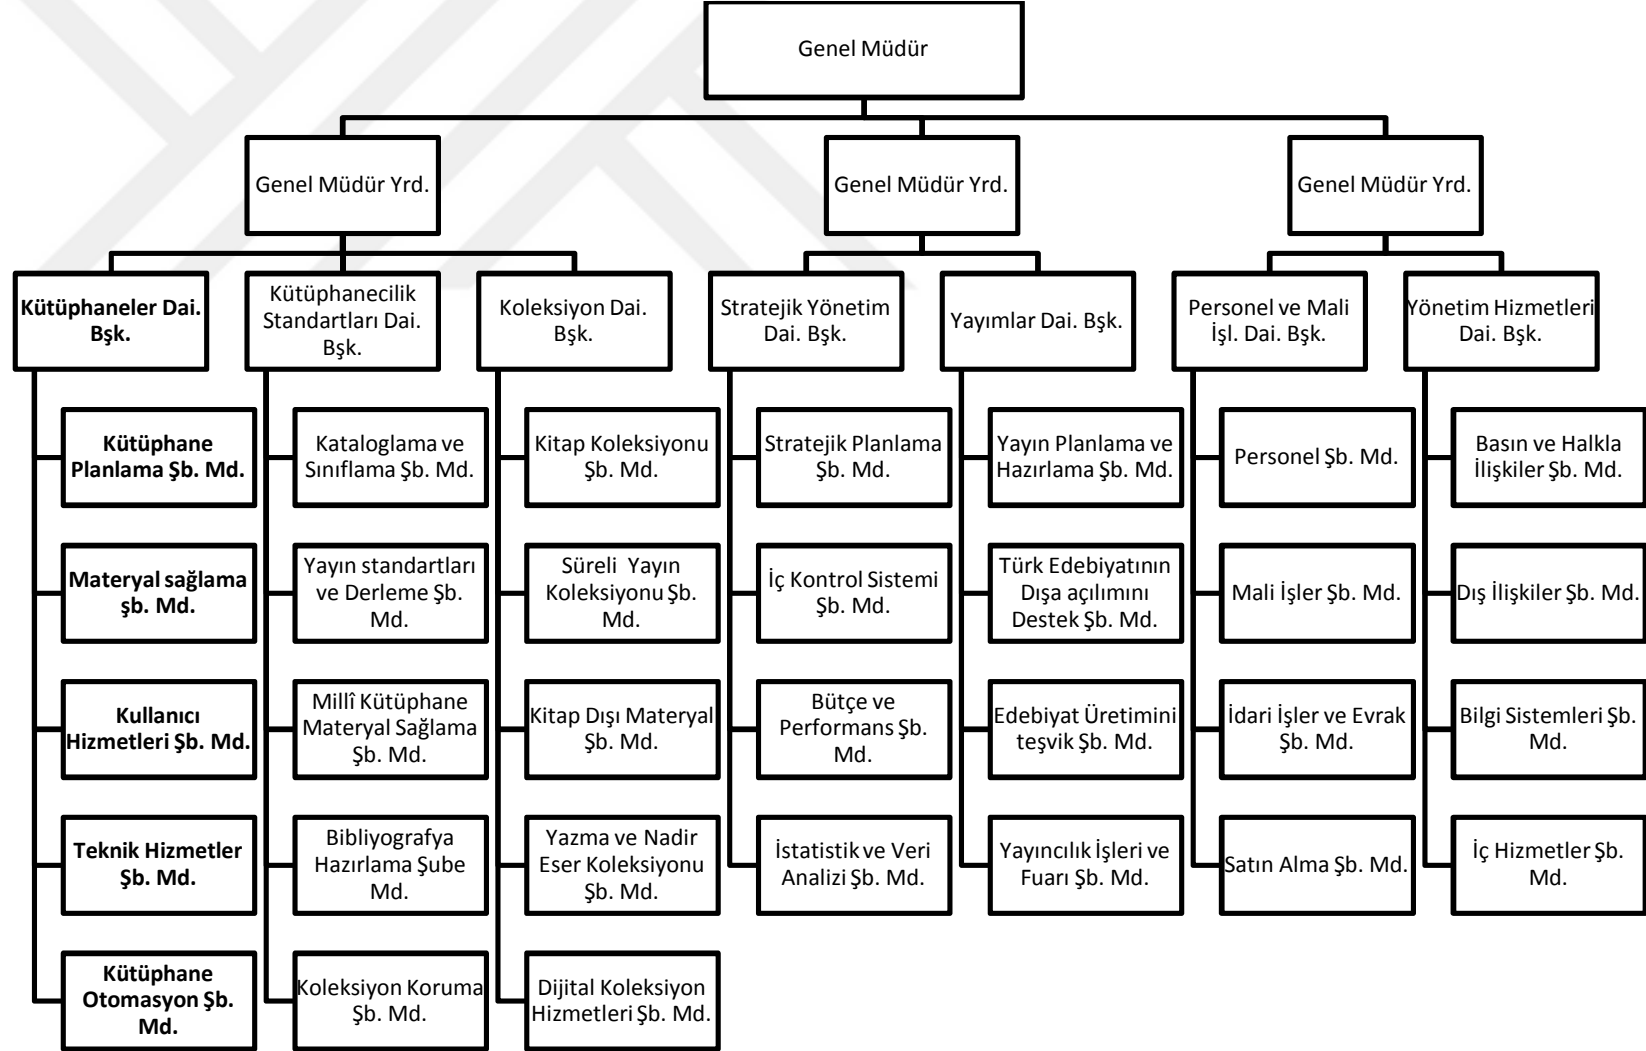 Genel Müdür
Genel Müdür Yrd.
Genel Müdür Yrd.
Genel Müdür Yrd.
Kütüphaneler Dai.
Bşk.
Kütüphanecilik
Standartları Dai.
Bşk.
Koleksiyon Dai.
Bşk.
Stratejik Yönetim
Dai. Bşk.
Yayımlar Dai. Bşk.
Personel ve Mali
İşl. Dai. Bşk.
Yönetim Hizmetleri
Dai. Bşk.
Kütüphane
Planlama Şb. Md.
Materyal sağlama
şb. Md.
Kullanıcı
Hizmetleri Şb. Md.
Teknik Hizmetler
Şb. Md.
Kütüphane
Otomasyon Şb.
Md.
Kataloglama ve
Sınıflama Şb. Md.
Yayın standartları
ve Derleme Şb.
Md.
Millî Kütüphane
Materyal Sağlama
Şb. Md.
Bibliyografya
Hazırlama Şube
Md.
Koleksiyon Koruma
Şb. Md.
Kitap Koleksiyonu
Şb. Md.
Süreli Yayın
Koleksiyonu Şb.
Md.
Kitap Dışı Materyal
Şb. Md.
Yazma ve Nadir
Eser Koleksiyonu
Şb. Md.
Dijital Koleksiyon
Hizmetleri Şb. Md.
Stratejik Planlama
Şb. Md.
İç Kontrol Sistemi
Şb. Md.
Bütçe ve
Performans Şb.
Md.
İstatistik ve Veri
Analizi Şb. Md.
Yayın Planlama ve
Hazırlama Şb. Md.
Türk Edebiyatının
Dışa açılımını
Destek Şb. Md.
Edebiyat Üretimini
teşvik Şb. Md.
Yayıncılık İşleri ve
Fuarı Şb. Md.
Personel Şb. Md.
Mali İşler Şb. Md.
İdari İşler ve Evrak
Şb. Md.
Satın Alma Şb. Md.
Basın ve Halkla
İlişkiler Şb. Md.
Dış İlişkiler Şb. Md.
Bilgi Sistemleri Şb.
Md.
İç Hizmetler Şb.
Md.